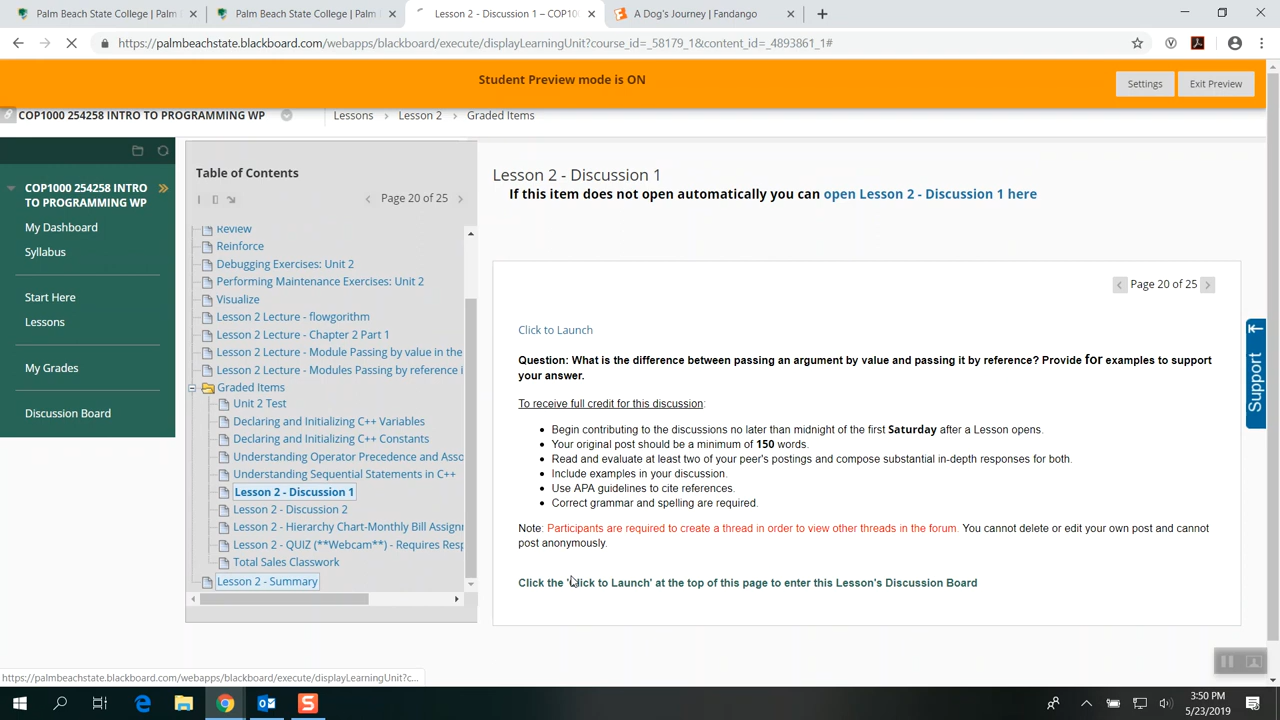 Palm Beach State College | Palm
Palm Beach State College | Palm
Lesson 2 - Discussion 1 – COP10
A Dog's Journey | Fandango
https://palmbeachstate.blackboard.com/webapps/blackboard/execute/displayLearningUnit?course_id=_58179_1&content_id=_4893861_1#
Student Preview mode is ON
Settings
Exit Preview
COP1000 254258 INTRO TO PROGRAMMING WP
Lessons
Lesson 2
Graded Items
COP1000 254258 INTRO
TO PROGRAMMING WP
My Dashboard
Syllabus
Start Here
Lessons
My Grades
Discussion Board
Table of Contents
Page 20 of 25
Review
Reinforce
Debugging Exercises: Unit 2
Performing Maintenance Exercises: Unit 2
Visualize
Lesson 2 Lecture - flowgorithm
Lesson 2 Lecture - Chapter 2 Part 1
Lesson 2 Lecture - Module Passing by value in the
Lesson 2 Lecture - Modules Passing by reference i
Graded Items
Unit 2 Test
Declaring and Initializing C++ Variables
Declaring and Initializing C++ Constants
Understanding Operator Precedence and Asso
Understanding Sequential Statements in C++
Lesson 2 - Discussion 1
Lesson 2 - Discussion 2
Lesson 2 - Hierarchy Chart-Monthly Bill Assignm
Lesson 2 - QUIZ (**Webcam**) - Requires Resp
Total Sales Classwork
Lesson 2 - Summary
Lesson 2 - Discussion 1
If this item does not open automatically you can open Lesson 2 - Discussion 1 here
Page 20 of 25
Click to Launch
Question: What is the difference between passing an argument by value and passing it by reference? Provide for examples to support
your answer.
To receive full credit for this discussion:
Begin contributing to the discussions no later than midnight of the first Saturday after a Lesson opens.
Your original post should be a minimum of 150 words.
Read and evaluate at least two of your peer's postings and compose substantial in-depth responses for both.
Include examples in your discussion.
Use APA guidelines to cite references.
Correct grammar and spelling are required.
Note: Participants are required to create a thread in order to view other threads in the forum. You cannot delete or edit your own post and cannot
post anonymously.
Click the 'Click to Launch' at the top of this page to enter this Lesson's Discussion Board
Support
https://palmbeachstate.blackboard.com/webapps/blackboard/execute/displayLearningUnit?c...
3:50 PM
5/23/2019